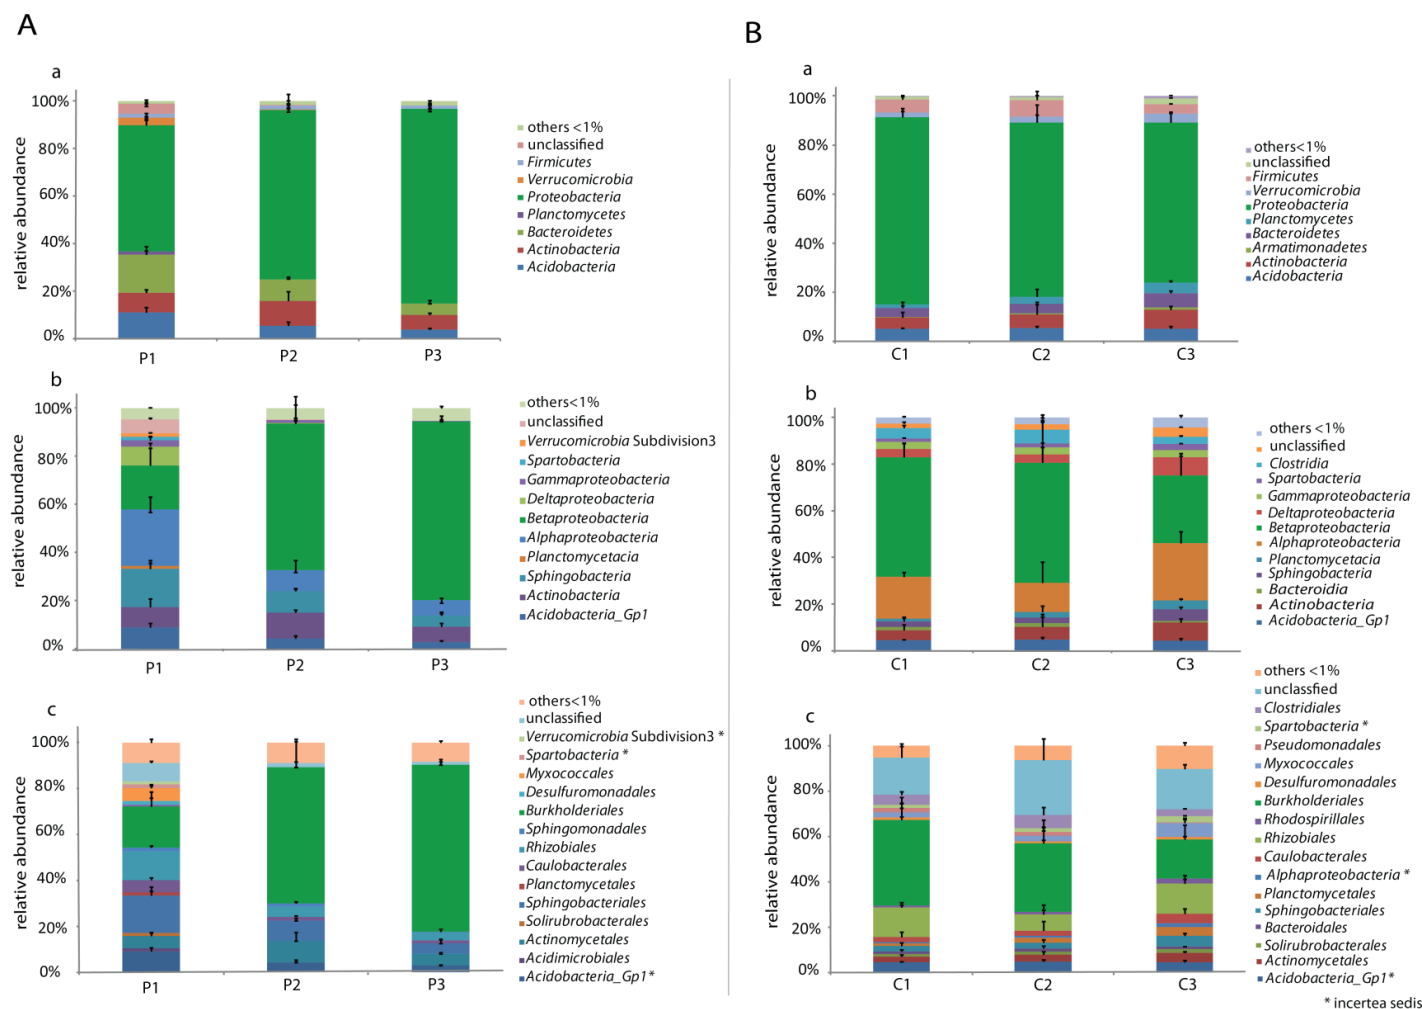 A
a
relative abundance
100%
80%
60%
40%
20%
0%
P1
P2
P3
others <1%
unclassified
Firmicutes
Verrucomicrobia
Proteobacteria
Planctomycetes
Bacteroidetes
Actinobacteria
Acidobacteria
b
relative abundance
100%
80%
60%
40%
20%
0%
P1
P2
P3
others<1%
unclassified
Verrucomicrobia Subdivision3
Spartobacteria
Gammaproteobacteria
Deltaproteobacteria
Betaproteobacteria
Alphaproteobacteria
Planctomycetacia
Sphingobacteria
Actinobacteria
Acidobacteria_Gp1
c
relative abundance
100%
80%
60%
40%
20%
0%
P1
P2
P3
others<1%
unclassified
Verrucomicrobia Subdivision3 *
Spartobacteria *
Myxococcales
Desulfuromonadales
Burkholderiales
Sphingomonadales
Rhizobiales
Caulobacterales
Planctomycetales
Sphingobacteriales
Solirubrobacterales
Actinomycetales
Acidimicrobiales
Acidobacteria_Gp1*
B
a
relative abundance
100%
80%
60%
40%
20%
0%
C1
C2
C3
others<1%
unclassified
Firmicutes
Verrucomicrobia
Proteobacteria
Planctomycetes
Bacteroidetes
Armatimonadetes
Actinobacteria
Acidobacteria
b
relative abundance
100%
80%
60%
40%
20%
0%
C1
C2
C3
others <1%
unclassified
Clostridia
Spartobacteria
Gammaproteobacteria
Deltaproteobacteria
Betaproteobacteria
Alphaproteobacteria
Planctomycetacia
Sphingobacteria
Bacteroidia
Actinobacteria
Acidobacteria_Gp1
c
relative abundance
100%
80%
60%
40%
20%
0%
C1
C2
C3
others <1%
unclassfied
Clostridiales
Spartobacteria *
Pseudomonadales
Myxococcales
Desulfuromonadales
Burkholderiales
Rhodospirillales
Rhizobiales
Caulobacterales
Alphaproteobacteria *
Planctomycetales
Sphingobacteriales
Bacteroidales
Solirubrobacterales
Actinomycetales
Acidobacteria_Gp1*
* incertea sedis